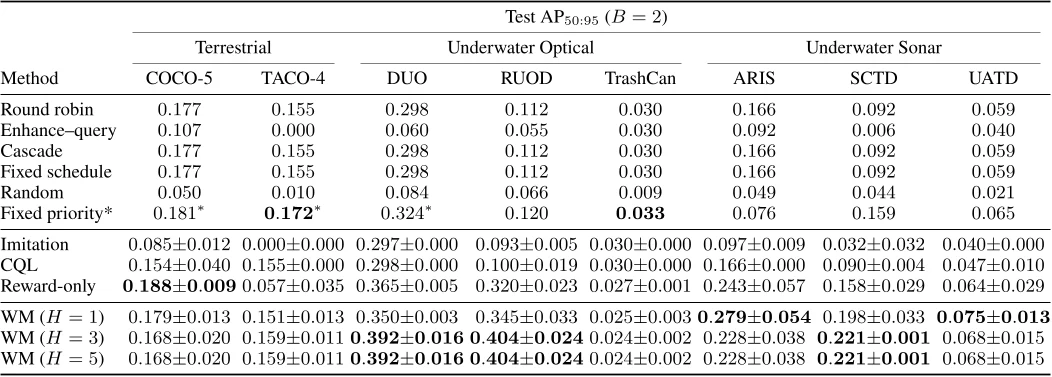 Test AP50:95 (B = 2)
Terrestrial Underwater Optical Underwater Sonar
Method COCO-5 TACO-4 DUO RUOD TrashCan ARIS SCTD UATD
Round robin 0.177 0.155 0.298 0.112 0.030 0.166 0.092 0.059
Enhance–query 0.107 0.000 0.060 0.055 0.030 0.092 0.006 0.040
Cascade 0.177 0.155 0.298 0.112 0.030 0.166 0.092 0.059
Fixed schedule 0.177 0.155 0.298 0.112 0.030 0.166 0.092 0.059
Random 0.050 0.010 0.084 0.066 0.009 0.049 0.044 0.021
Fixed priority* 0.181* 0.172* 0.324* 0.120 0.033 0.076 0.159 0.065
Imitation 0.085±0.012 0.000±0.000 0.297±0.000 0.093±0.005 0.030±0.000 0.097±0.009 0.032±0.032 0.040±0.000
CQL 0.154±0.040 0.155±0.000 0.298±0.000 0.100±0.019 0.030±0.000 0.166±0.000 0.090±0.004 0.047±0.010
Reward-only 0.188±0.009 0.057±0.035 0.365±0.005 0.320±0.023 0.027±0.001 0.243±0.057 0.158±0.029 0.064±0.029
WM (H = 1) 0.179±0.013 0.151±0.013 0.350±0.003 0.345±0.033 0.025±0.003 0.279±0.054 0.198±0.033 0.075±0.013
WM (H = 3) 0.168±0.020 0.159±0.011 0.392±0.016 0.404±0.024 0.024±0.002 0.228±0.038 0.221±0.001 0.068±0.015
WM (H = 5) 0.168±0.020 0.159±0.011 0.392±0.016 0.404±0.024 0.024±0.002 0.228±0.038 0.221±0.001 0.068±0.015